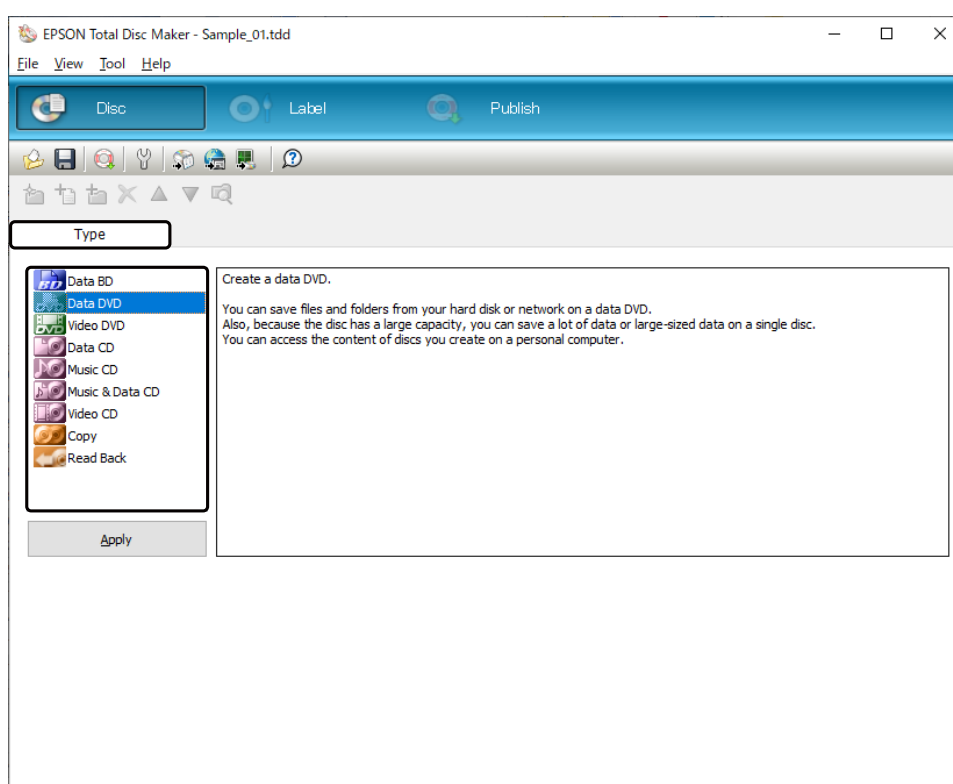 EPSON Total Disc Maker - Sample_01.tdd
File View Tool Help
Disc Label Publish
Type
Data BD
Data DVD
Video DVD
Data CD
Music CD
Music & Data CD
Video CD
Copy
Read Back
Apply
Create a data DVD.
You can save files and folders from your hard disk or network on a data DVD.
Also, because the disc has a large capacity, you can save a lot of data or large-sized data on a single disc.
You can access the content of discs you create on a personal computer.